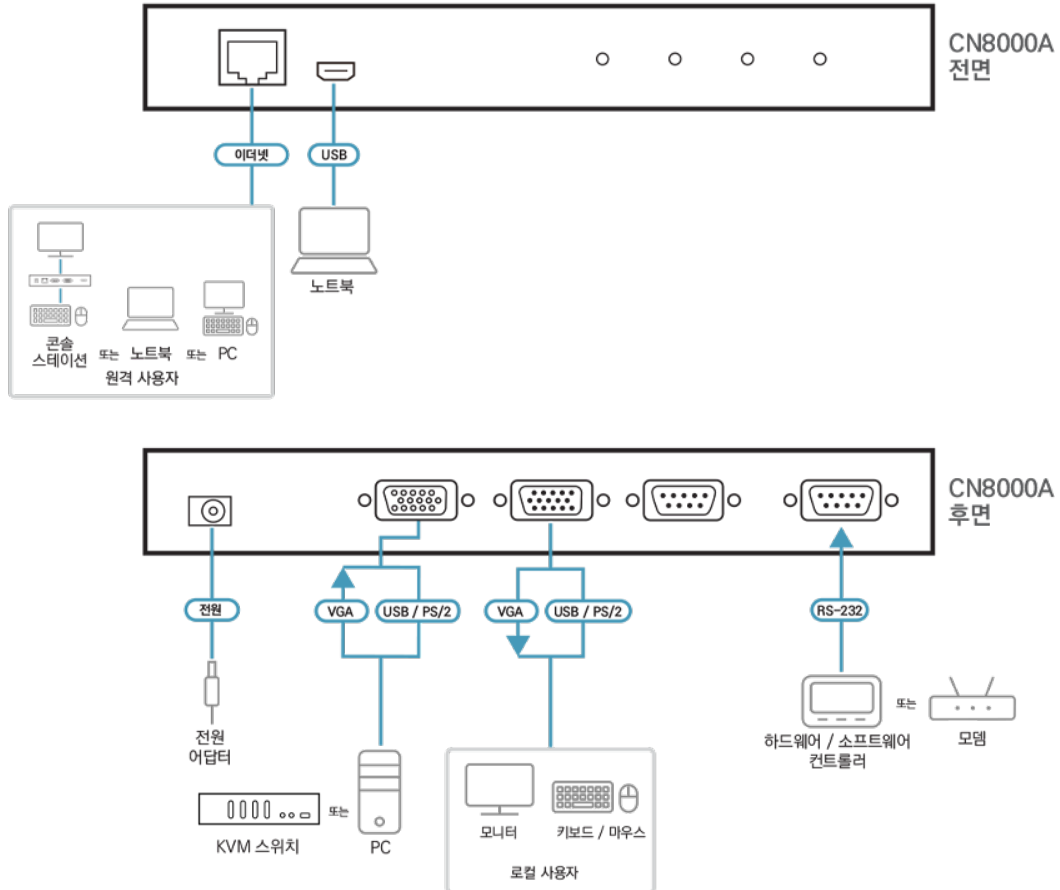 CN8000A
전면
이더넷
USB
노트북
콘솔
스테이션
또는
노트북
또는
PC
원격 사용자
CN8000A
후면
전원
VGA
USB / PS/2
VGA
USB / PS/2
RS-232
전원
어답터
또는
하드웨어 / 소프트웨어
컨트롤러
모뎀
KVM 스위치
또는
PC
모니터
키보드 / 마우스
로컬 사용자